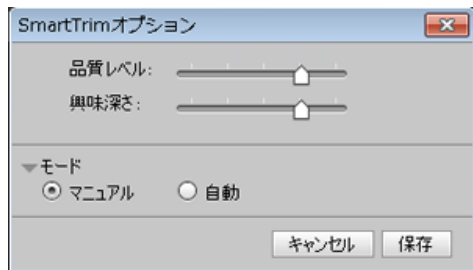 SmartTrimオプション
品質レベル:
興味深さ:
モード
マニュアル 自動
キャンセル 保存